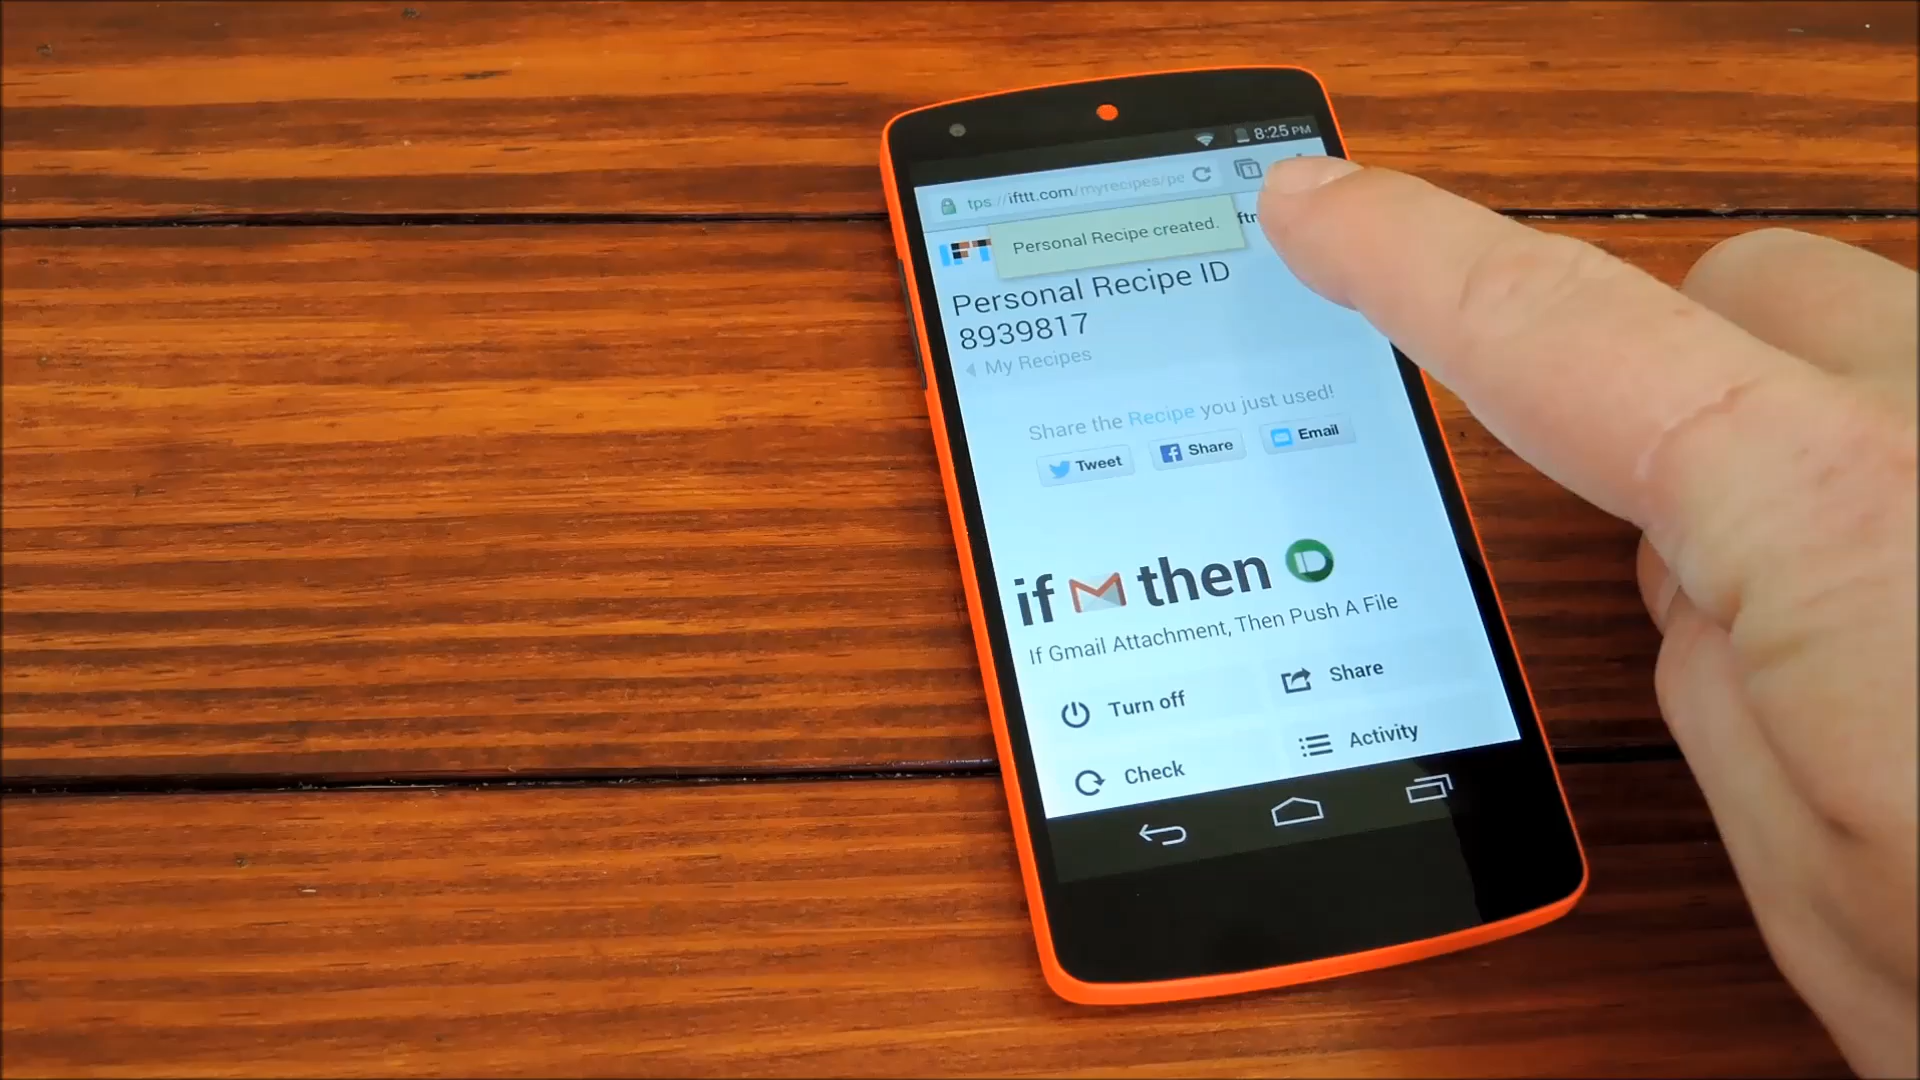 8:25 PM
tps://ifttt.com/myrecipes/pe
1
Personal Recipe created.
Personal Recipe ID
8939817
My Recipes
Share the Recipe you just used!
Tweet
Share
Email
if then
If Gmail Attachment, Then Push A File
Turn off
Share
Check
Activity